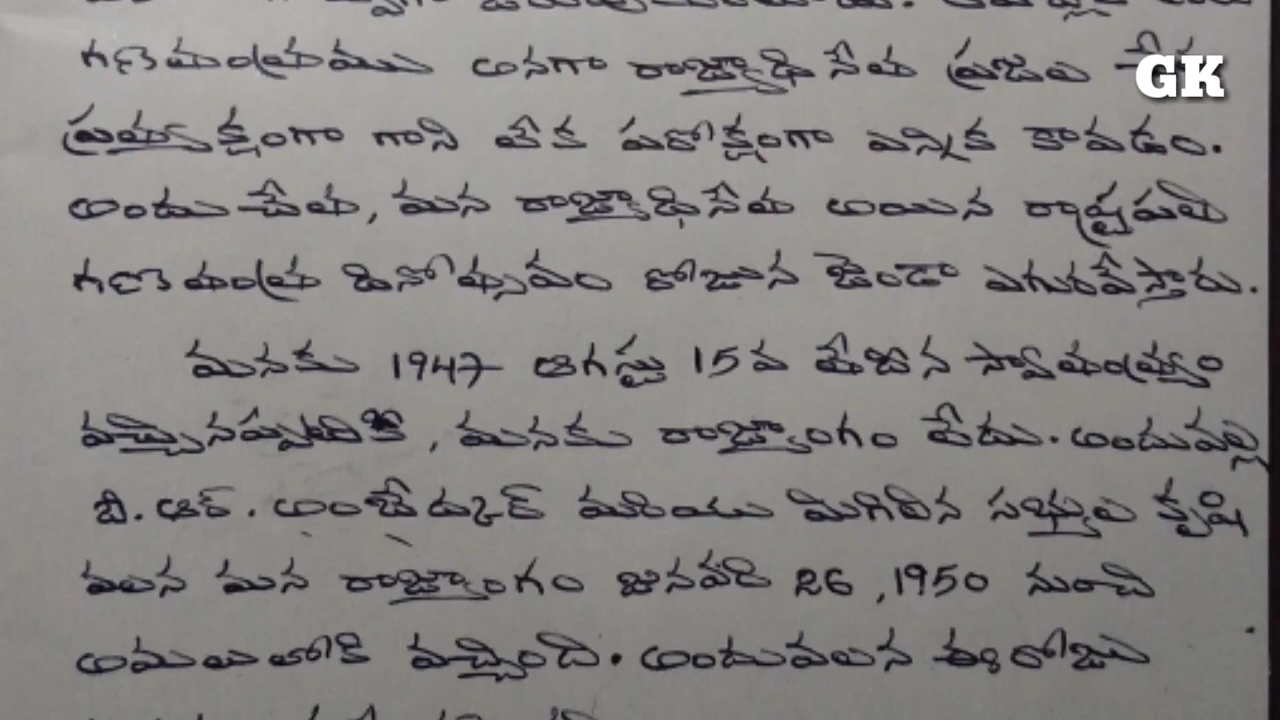 గణతంత్రము అనగా రాజ్యాధినేత ప్రజల చేత
GK
ప్రత్యక్షంగా గాని లేక పరోక్షంగా ఎన్నిక కావడం.
అందుచేత, మన రాజ్యాధినేత అయిన రాష్ట్రపతి
గణతంత్ర దినోత్సవం రోజున జెండా ఎగురవేస్తారు.
మనకు 1947 ఆగస్టు 15వ తేదిన స్వాతంత్ర్యం
వచ్చినప్పటికి, మనకు రాజ్యాంగం లేదు. అందువల్ల
బి. ఆర్. అంబేద్కర్ మరియు మిగిలిన సభ్యుల కృషి
వలన మన రాజ్యాంగం జనవరి 26, 1950 నుంచి
అమలులోకి వచ్చింది. అందువలన ఈరోజు